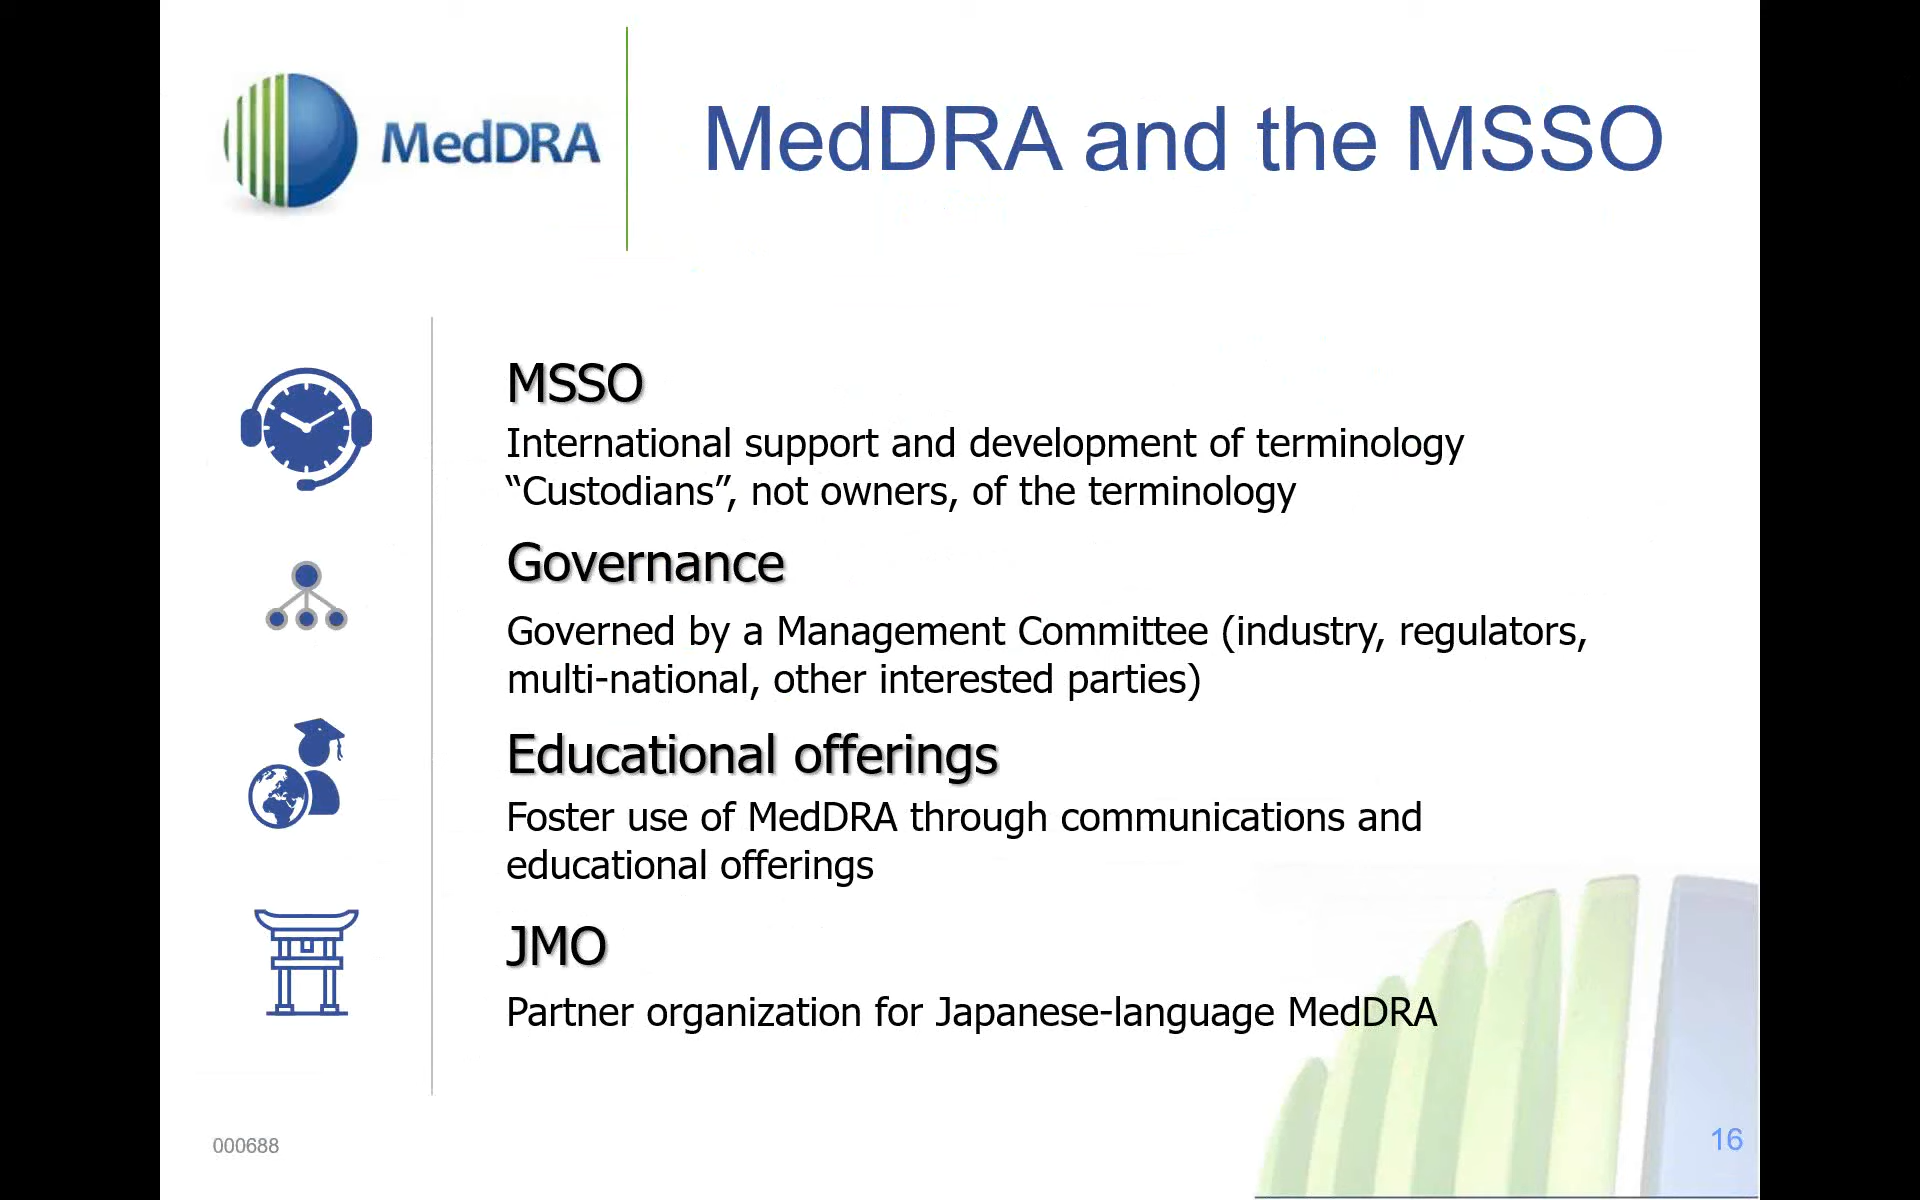 MedDRA
MedDRA and the MSSO
MSSO
International support and development of terminology
“Custodians”, not owners, of the terminology
Governance
Governed by a Management Committee (industry, regulators,
multi-national, other interested parties)
Educational offerings
Foster use of MedDRA through communications and
educational offerings
JMO
Partner organization for Japanese-language MedDRA
000688
16